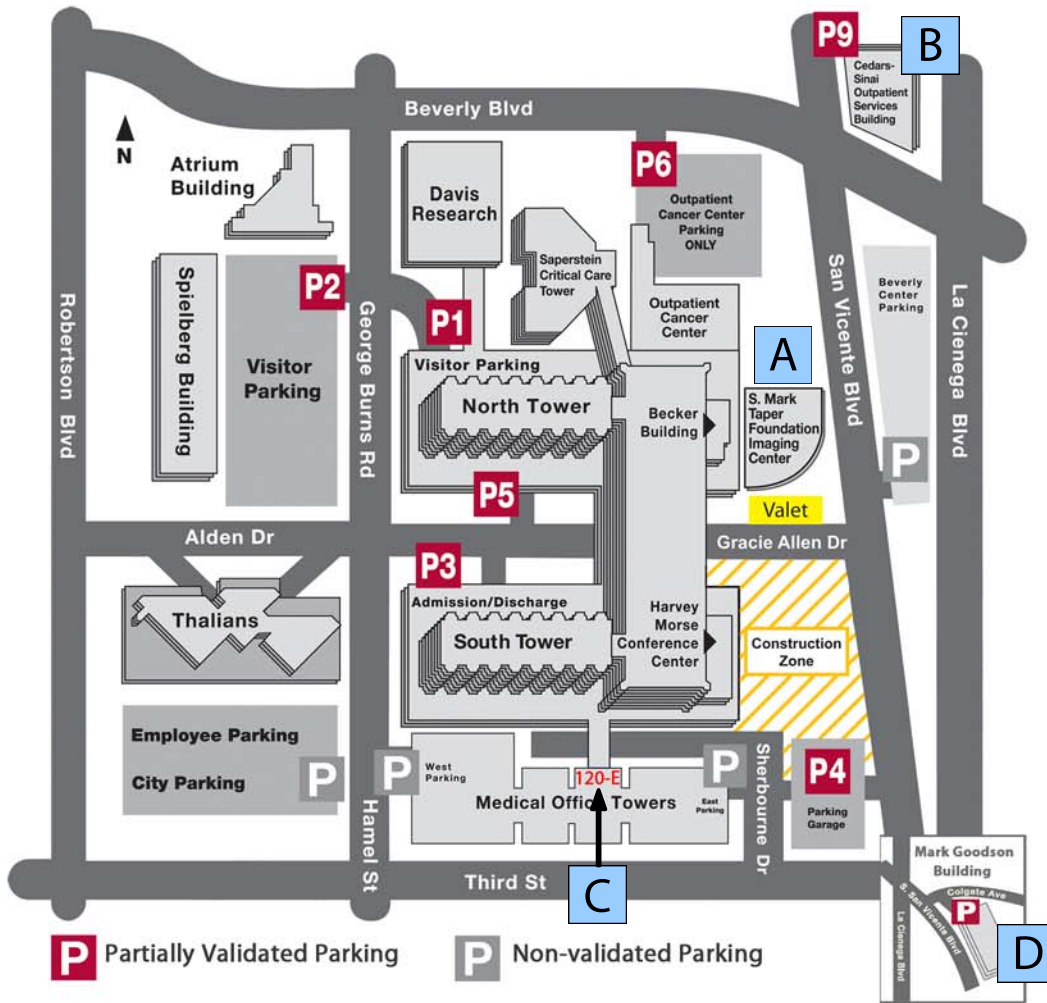 P9
B
Cedars-
Sinai
Outpatient
Services
Building
Beverly Blvd
N
Atrium
Building
Davis
Research
P6
Outpatient
Cancer Center
Parking
ONLY
Saperstein
Critical Care
Tower
Outpatient
Cancer
Center
Robertson Blvd
Spielberg Building
P2
Visitor
Parking
George Burns Rd
P1
Visitor Parking
North Tower
Becker
Building
A
S. Mark
Taper
Foundation
Imaging
Center
San Vicente Blvd
Beverly
Center
Parking
La Cienega Blvd
P
P5
Valet
Alden Dr
Gracie Allen Dr
P3
Admission/Discharge
South Tower
Harvey
Morse
Conference
Center
Construction
Zone
Thalians
Employee Parking
City Parking
P
P
West
Parking
120-E
Medical Office Towers
P
East
Parking
Sherbourne Dr
P4
Parking
Garage
Hamel St
Third St
C
Mark Goodson
Building
Colgate Ave
P
S. San Vicente Blvd
La Cienega Blvd
D
P Partially Validated Parking
P Non-validated Parking